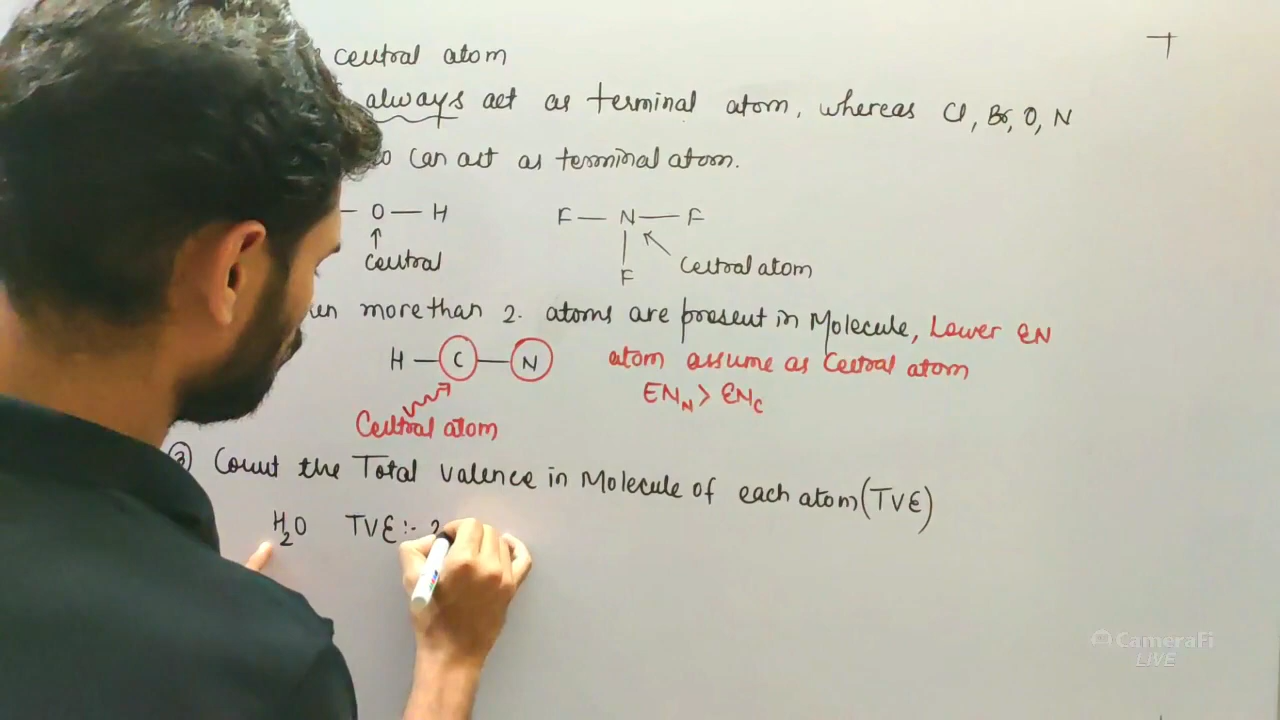 central atom
always act as terminal atom, whereas Cl, Br, O, N
can act as terminal atom.
— O — H
F — N — F
↑
Central
F
Central atom
more than 2. atoms are present in Molecule, Lower EN
H — C — N
atom assume as Central atom
EN_N > EN_C
Central atom
③ Count the Total valence in Molecule of each atom (TVE)
H₂O TVE :- 2
CameraFi
LIVE